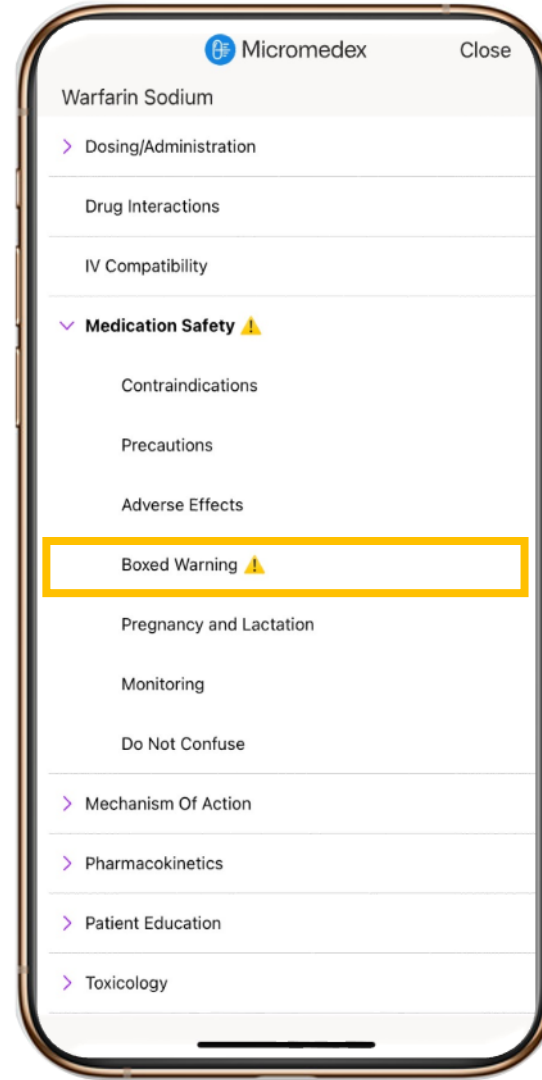 Micromedex Close
Warfarin Sodium
Dosing/Administration
Drug Interactions
IV Compatibility
Medication Safety
Contraindications
Precautions
Adverse Effects
Boxed Warning
Pregnancy and Lactation
Monitoring
Do Not Confuse
Mechanism Of Action
Pharmacokinetics
Patient Education
Toxicology